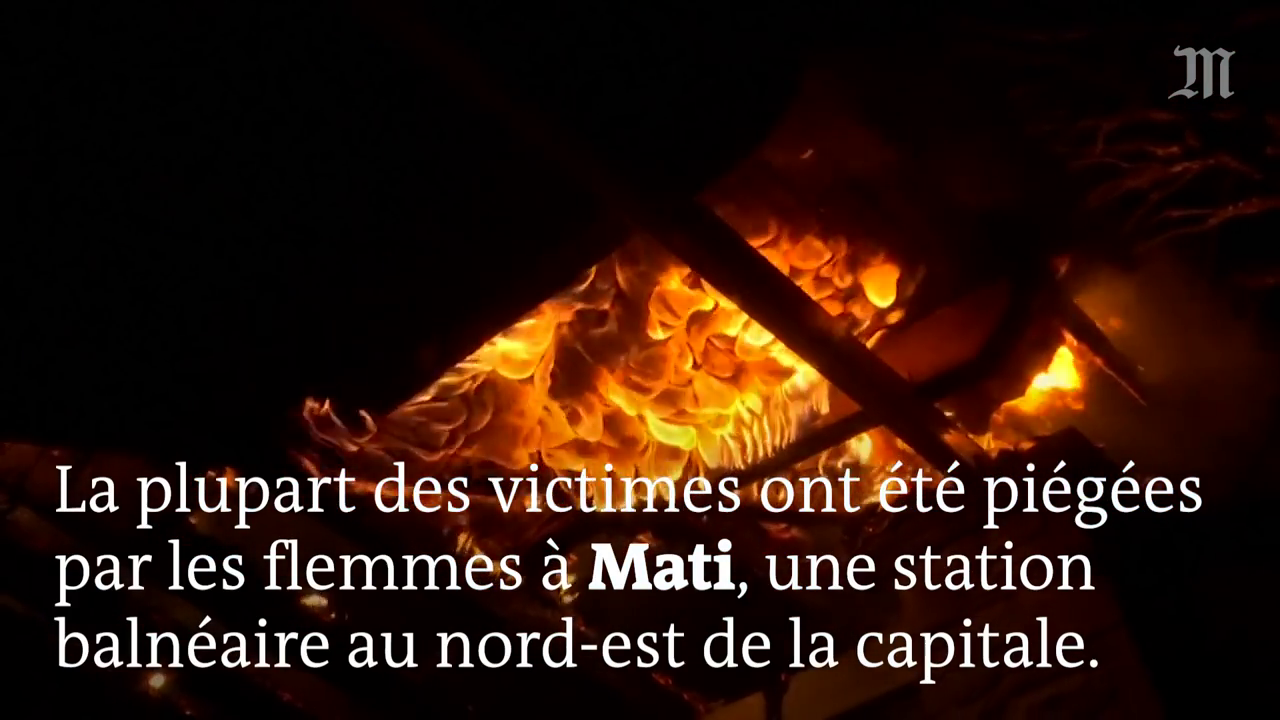 M
La plupart des victimes ont été piégées
par les flemmes à Mati, une station
balnéaire au nord-est de la capitale.